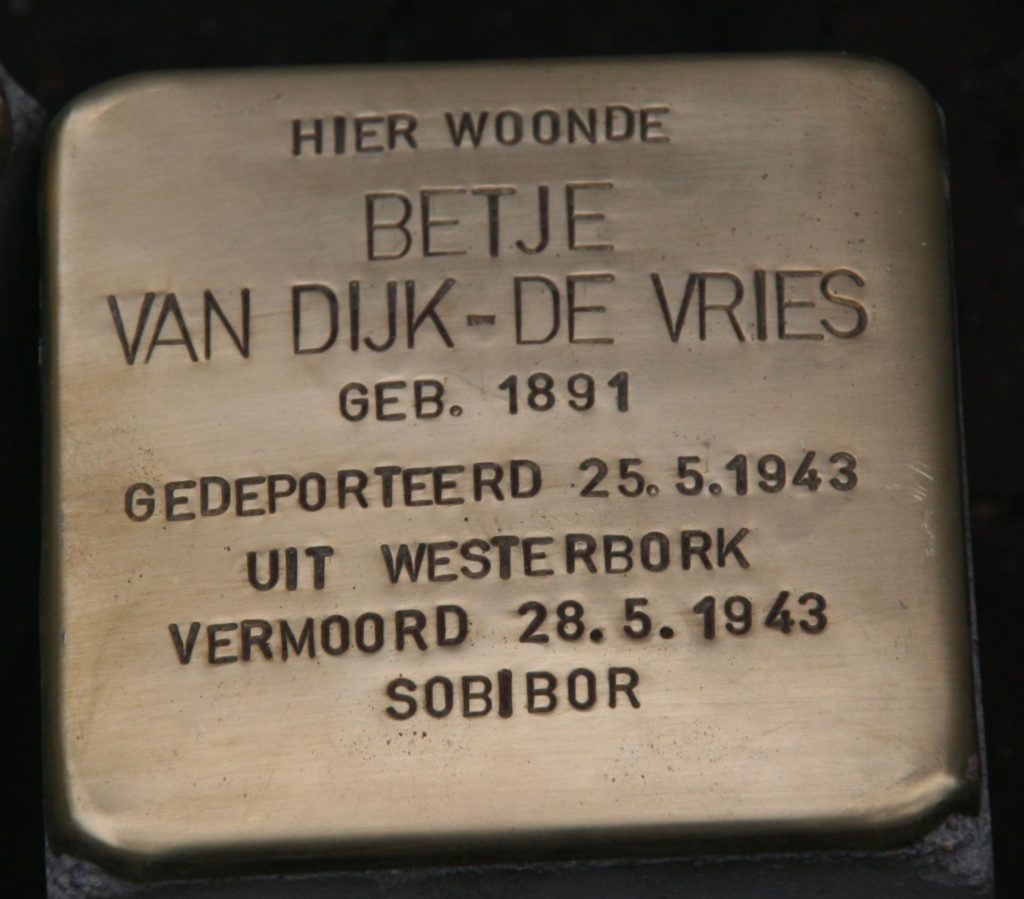 HIER WOONDE
BETJE
VAN DIJK-DE VRIES
GEB. 1891
GEDEPORTEERD 25.5.1943
UIT WESTERBORK
VERMOORD 28.5.1943
SOBIBOR